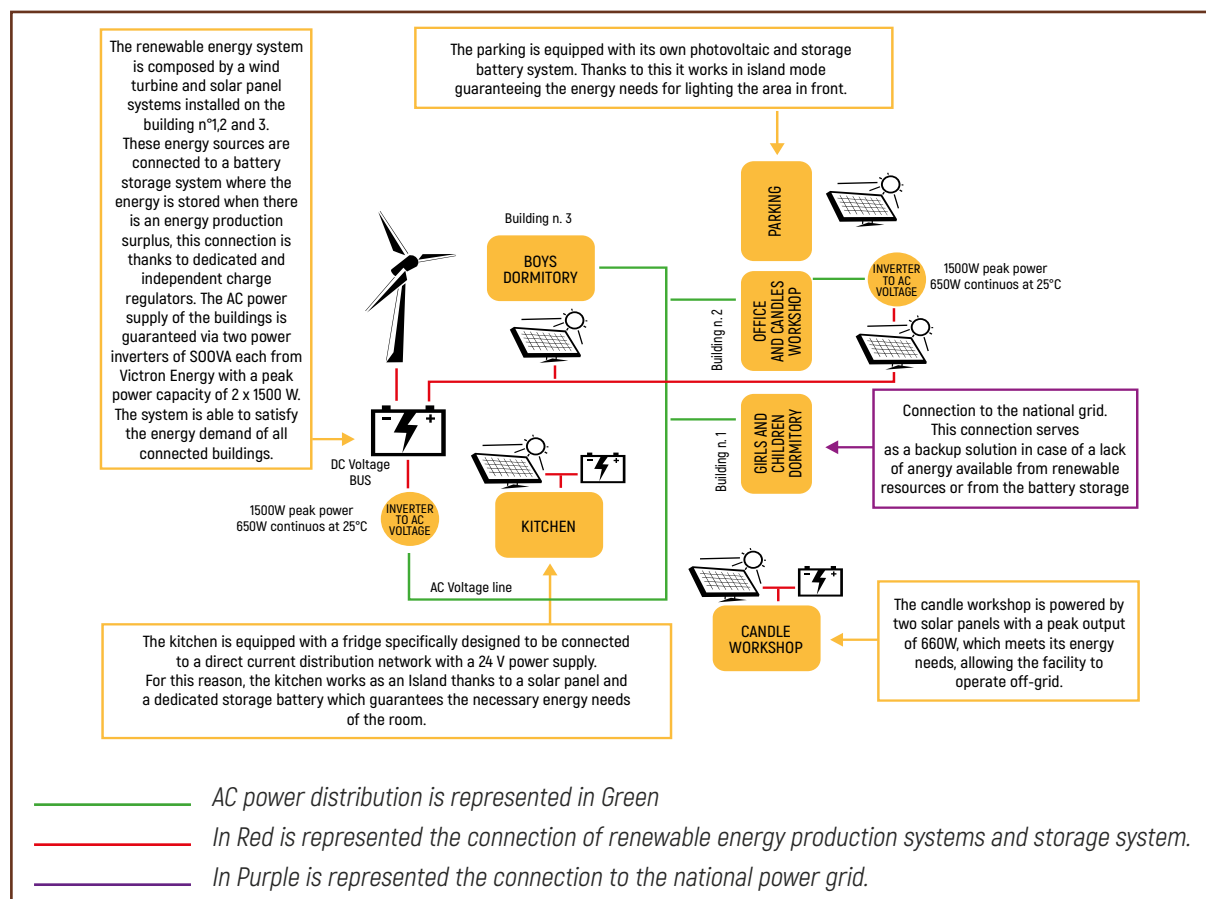 The renewable energy system
is composed by a wind
turbine and solar panel
systems installed on the
building n°1,2 and 3.
These energy sources are
connected to a battery
storage system where the
energy is stored when there
is an energy production
surplus, this connection is
thanks to dedicated and
independent charge
regulators. The AC power
supply of the buildings is
guaranteed via two power
inverters of SOOVA each from
Victron Energy with a peak
power capacity of 2 x 1500 W.
The system is able to satisfy
the energy demand of all
connected buildings.
The parking is equipped with its own photovoltaic and storage
battery system. Thanks to this it works in island mode
guaranteeing the energy needs for lighting the area in front.
PARKING
Building n. 3
BOYS
DORMITORY
Building n. 2
OFFICE
AND CANDLES
WORKSHOP
INVERTER
TO AC
VOLTAGE
1500W peak power
650W continuos at 25°C
Building n. 1
GIRLS AND
CHILDREN
DORMITORY
Connection to the national grid.
This connection serves
as a backup solution in case of a lack
of anergy available from renewable
resources or from the battery storage
- +
DC Voltage
BUS
1500W peak power
650W continuos at 25°C
INVERTER
TO AC
VOLTAGE
AC Voltage line
- +
KITCHEN
- +
CANDLE
WORKSHOP
The candle workshop is powered by
two solar panels with a peak output
of 660W, which meets its energy
needs, allowing the facility to
operate off-grid.
The kitchen is equipped with a fridge specifically designed to be connected
to a direct current distribution network with a 24 V power supply.
For this reason, the kitchen works as an Island thanks to a solar panel and
a dedicated storage battery which guarantees the necessary energy needs
of the room.
AC power distribution is represented in Green
In Red is represented the connection of renewable energy production systems and storage system.
In Purple is represented the connection to the national power grid.